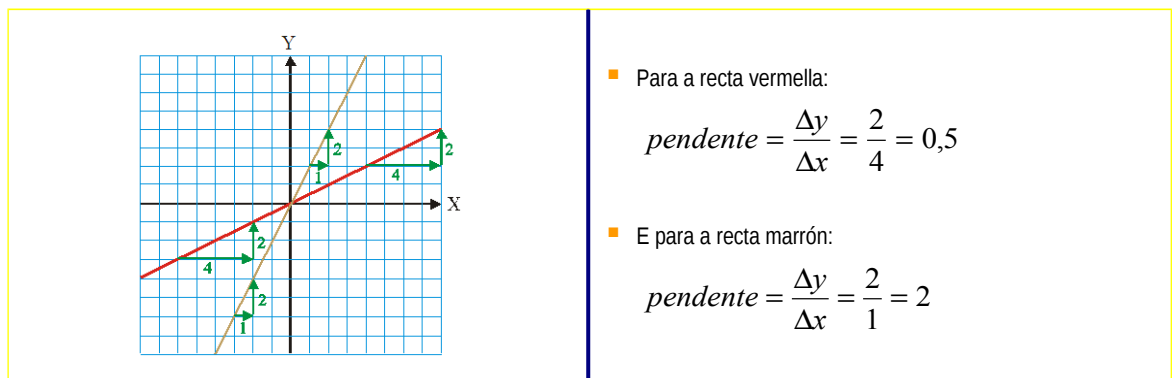 Y
2
1
4
2
X
2
4
2
1
■ Para a recta vermella:
pendente = Δy/Δx = 2/4 = 0,5
■ E para a recta marrón:
pendente = Δy/Δx = 2/1 = 2